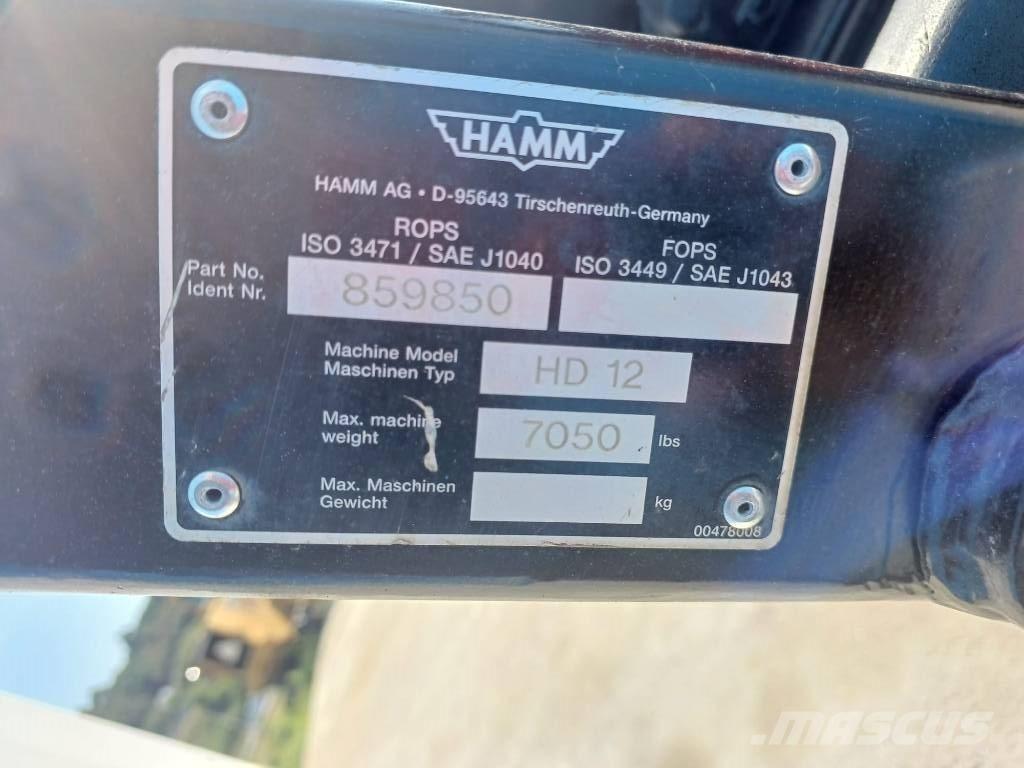 HAMM
HAMM AG • D-95643 Tirschenreuth-Germany
ROPS
ISO 3471 / SAE J1040
FOPS
ISO 3449 / SAE J1043
Part No.
Ident Nr.
859850
Machine Model
Maschinen Typ
HD 12
Max. machine
weight
7050 lbs
Max. Maschinen
Gewicht
kg
00478008
MASCUS